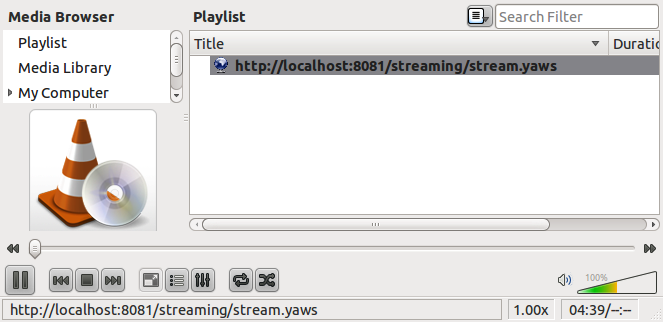 Media Browser
Playlist
Search Filter
Playlist
Media Library
My Computer
Title
Duratio
http://localhost:8081/streaming/stream.yaws
100%
http://localhost:8081/streaming/stream.yaws
1.00x
04:39/--:--